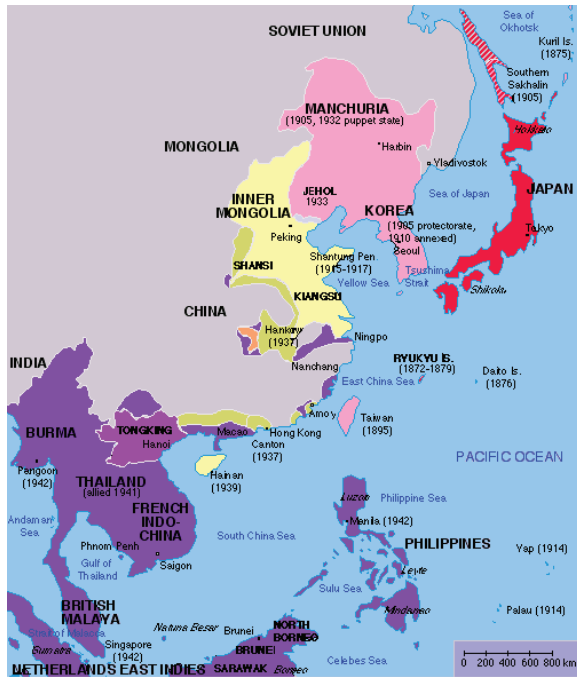 Sea of
Okhotsk
SOVIET UNION
Kuril Is.
(1875)
Southern
Sakhalin
(1905)
MANCHURIA
(1905, 1932 puppet state)
Hokkaido
Harbin
MONGOLIA
Vladivostok
Sea of Japan
JAPAN
JEHOL
1933
INNER
MONGOLIA
KOREA
(1905 protectorate,
1910 annexed)
Peking
Seoul
Tokyo
Shantung Pen.
(1915-1917)
SHANSI
Tsushima
Strait
Yellow Sea
Shikoku
KIANGSU
CHINA
Hankow
(1937)
Ningpo
Nanchang
INDIA
RYUKYU IS.
(1872-1879)
Daito Is.
(1876)
East China Sea
Amoy
BURMA
TONGKING
Hanoi
Macao
Hong Kong
Canton
(1937)
Taiwan
(1895)
PACIFIC OCEAN
Rangoon
(1942)
THAILAND
(allied 1941)
Hainan
(1939)
Luzon
Philippine Sea
FRENCH
INDO-
CHINA
Andaman
Sea
Manila (1942)
South China Sea
PHILIPPINES
Yap (1914)
Phnom Penh
Gulf of
Thailand
Saigon
Leyte
Sulu Sea
Mindanao
Palau (1914)
BRITISH
MALAYA
Strait of Malacca
Natuna Besar
Brunei
NORTH
BORNEO
Sumatra
Singapore
(1942)
BRUNEI
Celebes Sea
NETHERLANDS EAST INDIES
SARAWAK
Borneo
0 200 400 600 800 km